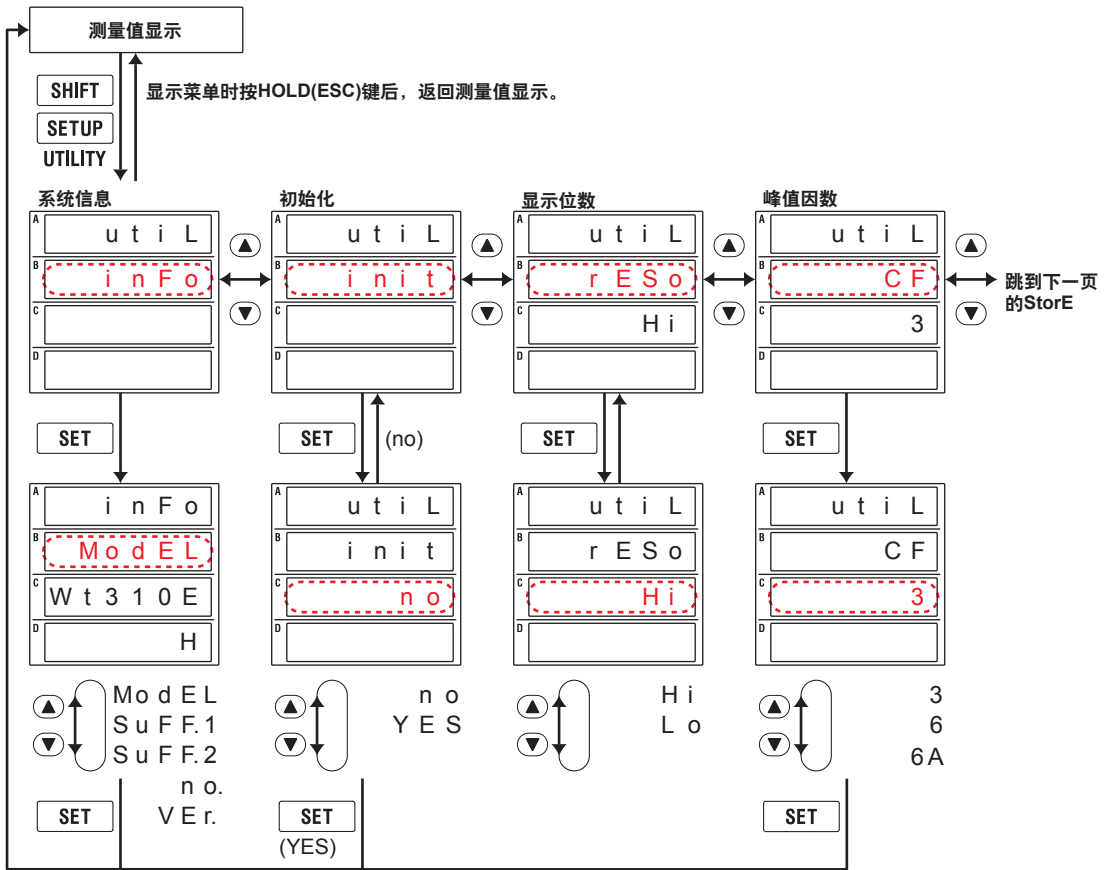 测量值显示
SHIFT
显示菜单时按HOLD(ESC)键后，返回测量值显示。
SETUP
UTILITY
系统信息
初始化
显示位数
峰值因数
A utiL
B inFo
C
D
A utiL
B init
C
D
A utiL
B rESo
C Hi
D
A utiL
B CF
C 3
D
跳到下一页
的StorE
SET
SET
(no)
SET
SET
A inFo
B ModEL
C Wt310E
D H
A utiL
B init
C no
D
A utiL
B rESo
C Hi
D
A utiL
B CF
C 3
D
ModEL
SuFF.1
SuFF.2
no.
VEr.
no
YES
Hi
Lo
3
6
6A
SET
SET
(YES)
SET